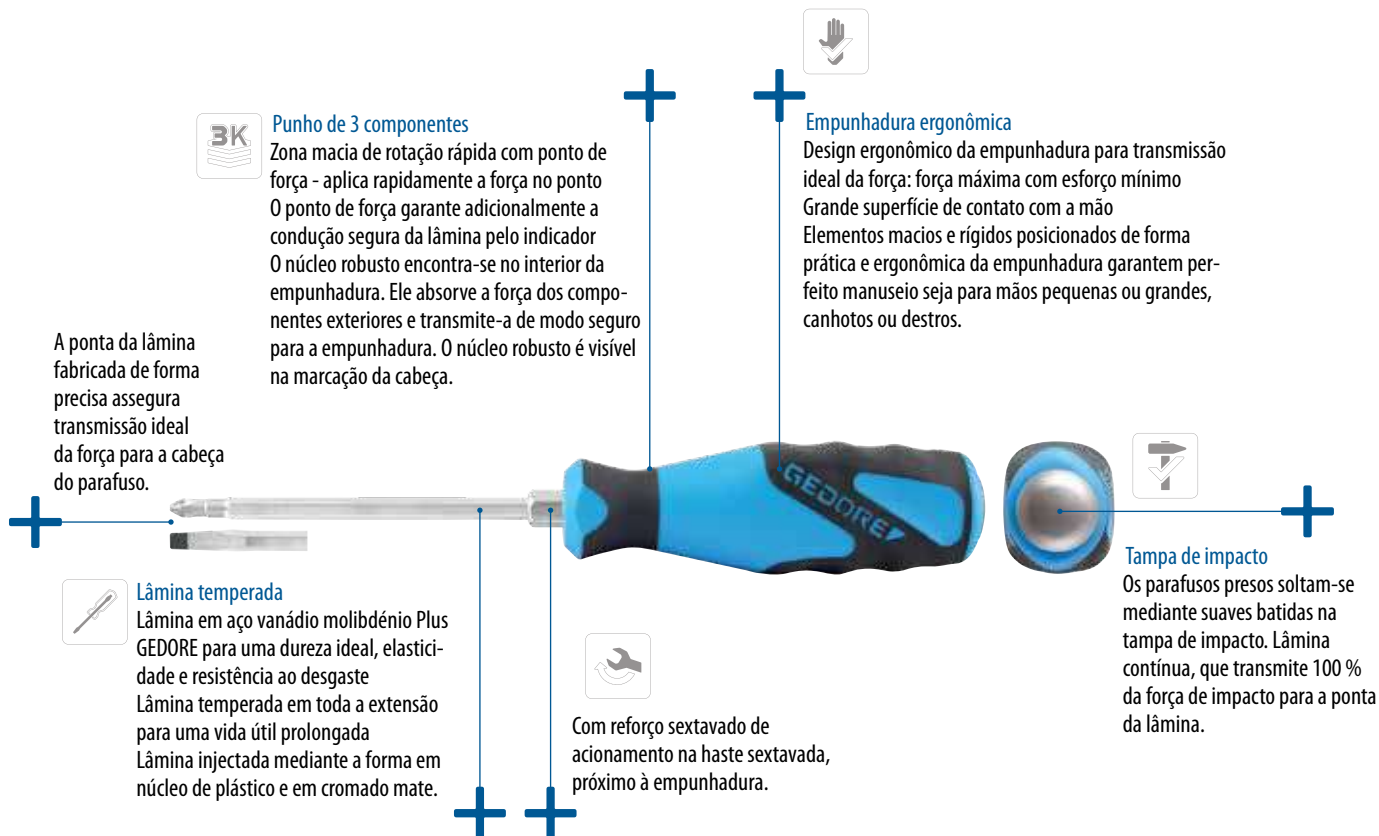 3K
Punho de 3 componentes
Zona macia de rotação rápida com ponto de
força - aplica rapidamente a força no ponto
O ponto de força garante adicionalmente a
condução segura da lâmina pelo indicador
O núcleo robusto encontra-se no interior da
empunhadura. Ele absorve a força dos compo-
nentes exteriores e transmite-a de modo seguro
para a empunhadura. O núcleo robusto é visível
na marcação da cabeça.
Empunhadura ergonômica
Design ergonômico da empunhadura para transmissão
ideal da força: força máxima com esforço mínimo
Grande superfície de contato com a mão
Elementos macios e rígidos posicionados de forma
prática e ergonômica da empunhadura garantem per-
feito manuseio seja para mãos pequenas ou grandes,
canhotos ou destros.
A ponta da lâmina
fabricada de forma
precisa assegura
transmissão ideal
da força para a cabeça
do parafuso.
GEDORE
Lâmina temperada
Lâmina em aço vanádio molibdénio Plus
GEDORE para uma dureza ideal, elastici-
dade e resistência ao desgaste
Lâmina temperada em toda a extensão
para uma vida útil prolongada
Lâmina injectada mediante a forma em
núcleo de plástico e em cromado mate.
Com reforço sextavado de
acionamento na haste sextavada,
próximo à empunhadura.
Tampa de impacto
Os parafusos presos soltam-se
mediante suaves batidas na
tampa de impacto. Lâmina
contínua, que transmite 100 %
da força de impacto para a ponta
da lâmina.